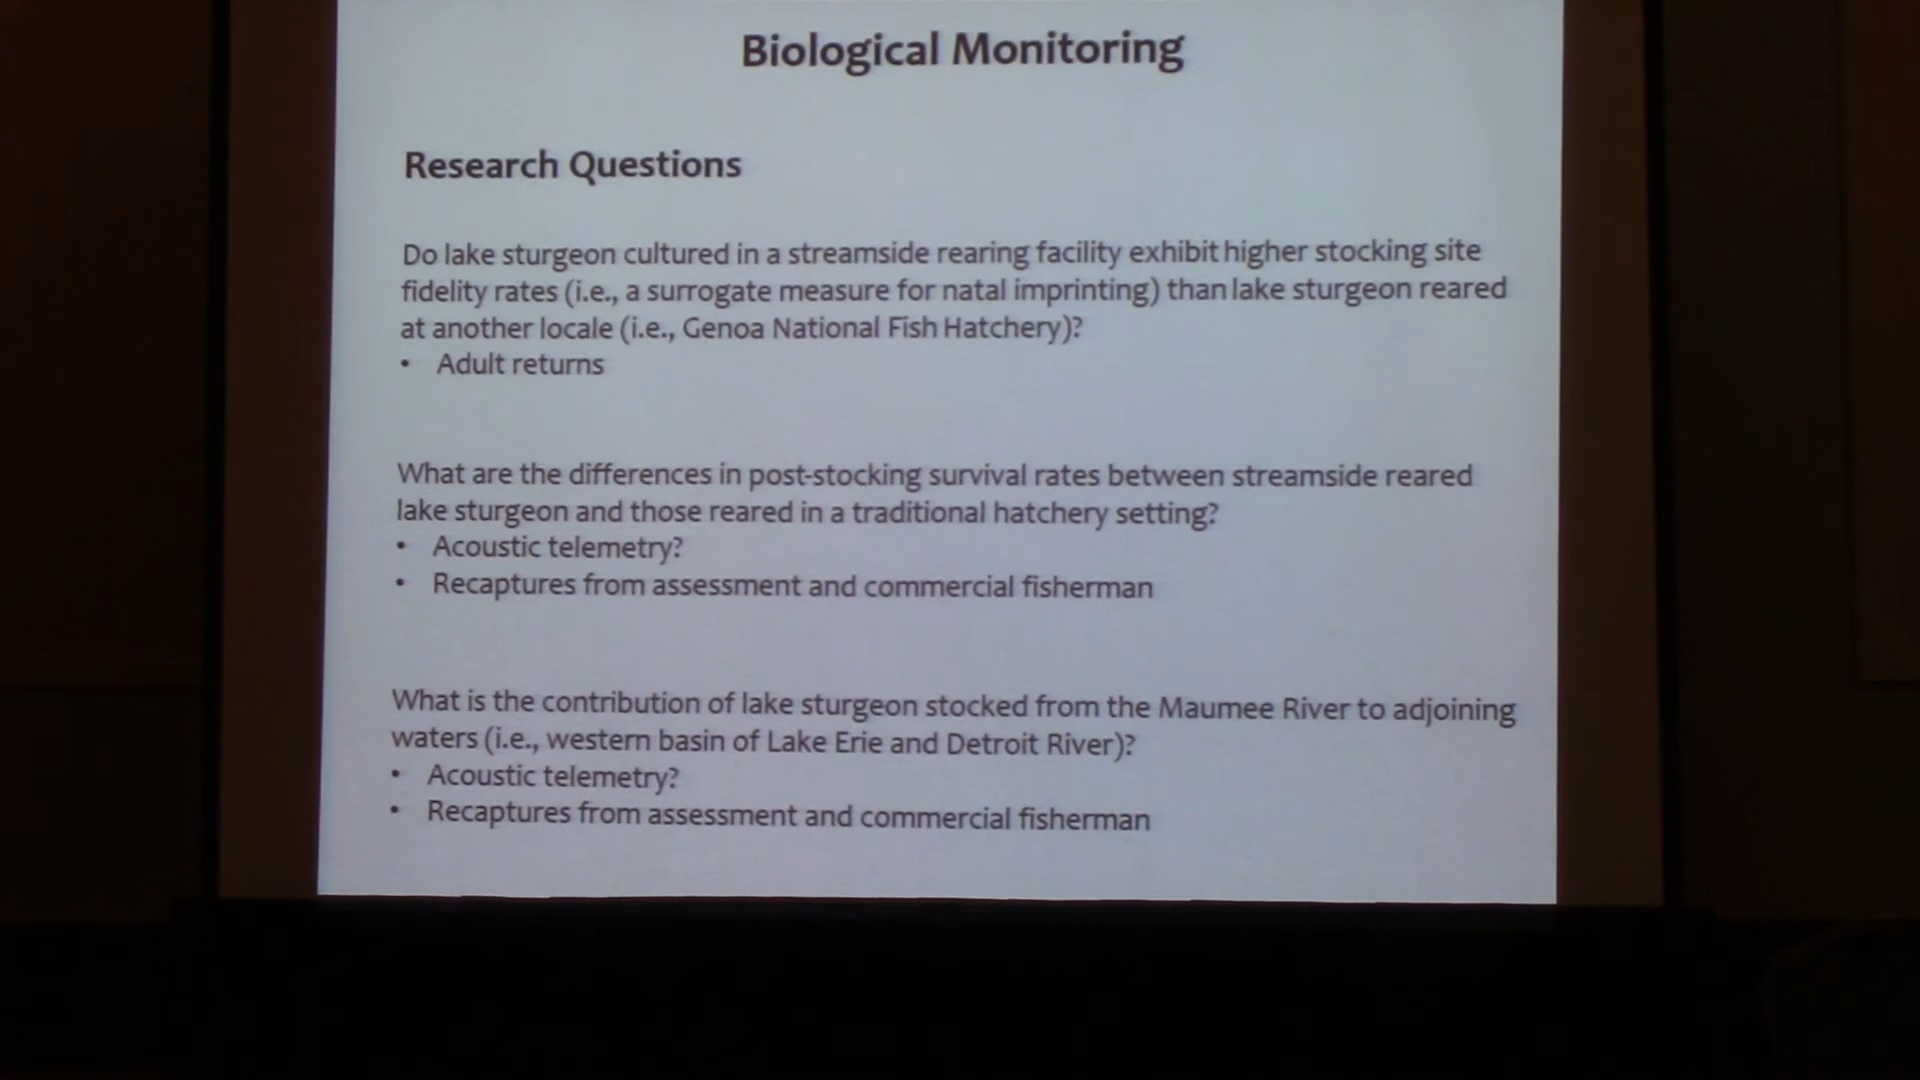 Biological Monitoring
Research Questions
Do lake sturgeon cultured in a streamside rearing facility exhibit higher stocking site
fidelity rates (i.e., a surrogate measure for natal imprinting) than lake sturgeon reared
at another locale (i.e., Genoa National Fish Hatchery)?
• Adult returns
What are the differences in post-stocking survival rates between streamside reared
lake sturgeon and those reared in a traditional hatchery setting?
• Acoustic telemetry?
• Recaptures from assessment and commercial fisherman
What is the contribution of lake sturgeon stocked from the Maumee River to adjoining
waters (i.e., western basin of Lake Erie and Detroit River)?
• Acoustic telemetry?
• Recaptures from assessment and commercial fisherman